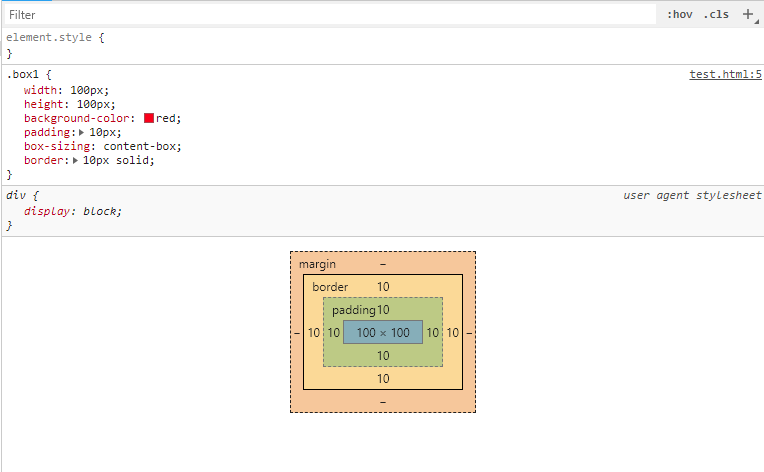 Filter :hov .cls +
element.style {
}
.box1 { test.html:5
width: 100px;
height: 100px;
background-color: red;
padding: 10px;
box-sizing: content-box;
border: 10px solid;
}
div { user agent stylesheet
display: block;
}
margin –
border 10
padding10
– 10 10 100 × 100 10 10 –
10
10
–